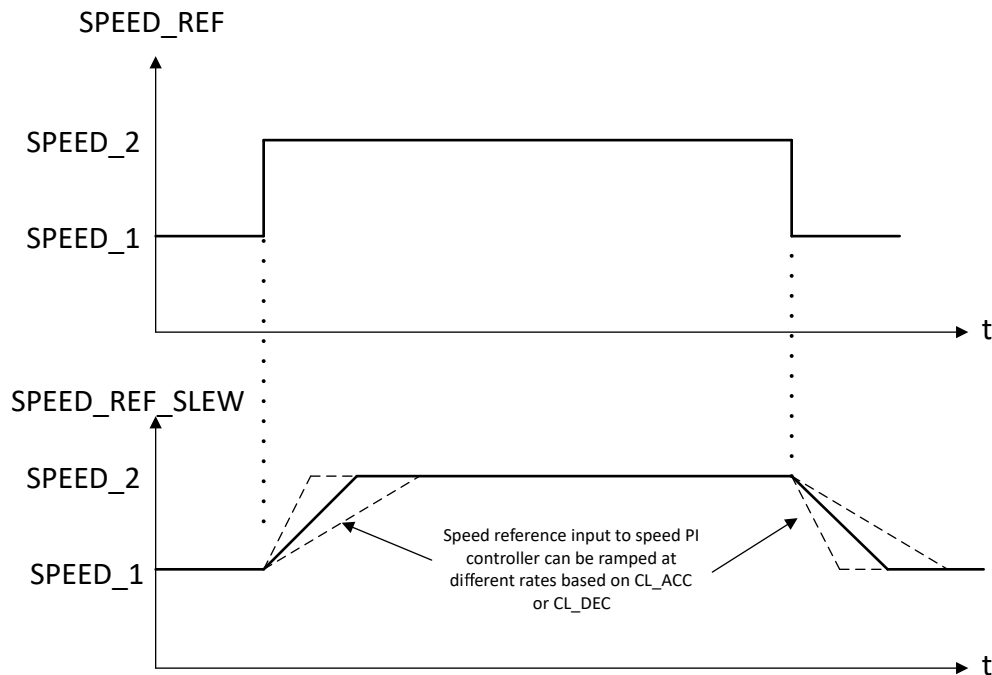 SPEED_REF
SPEED_2
SPEED_1
t
SPEED_REF_SLEW
SPEED_2
Speed reference input to speed PI
controller can be ramped at
different rates based on CL_ACC
or CL_DEC
SPEED_1
t